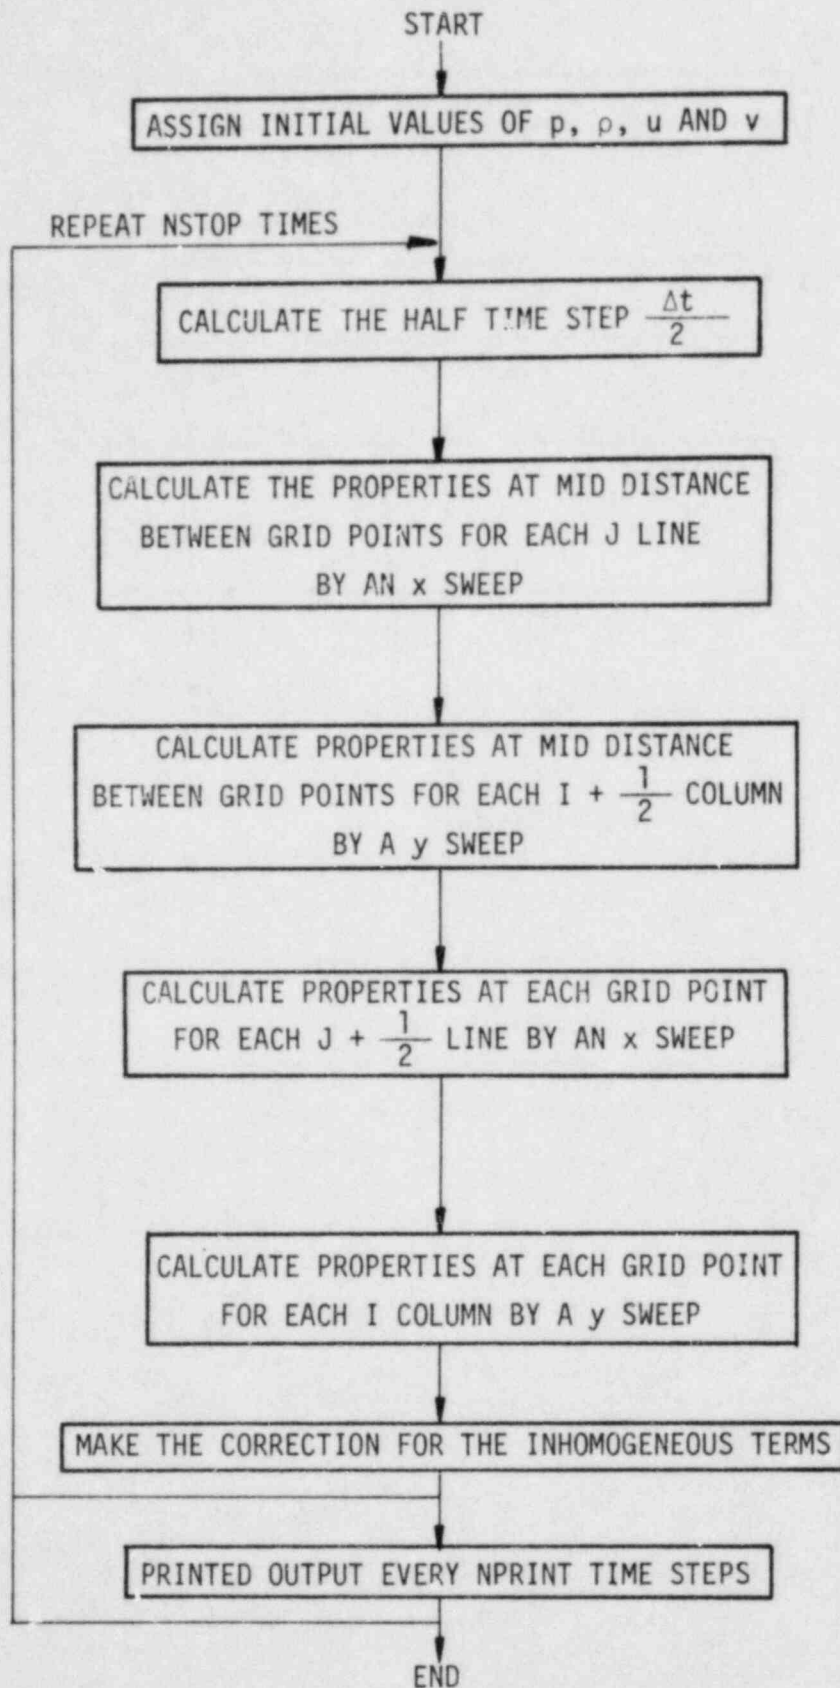 START
ASSIGN INITIAL VALUES OF p, ρ, u AND v
REPEAT NSTOP TIMES
CALCULATE THE HALF TIME STEP Δt/2
CALCULATE THE PROPERTIES AT MID DISTANCE
BETWEEN GRID POINTS FOR EACH J LINE
BY AN x SWEEP
CALCULATE PROPERTIES AT MID DISTANCE
BETWEEN GRID POINTS FOR EACH I + 1/2 COLUMN
BY A y SWEEP
CALCULATE PROPERTIES AT EACH GRID POINT
FOR EACH J + 1/2 LINE BY AN x SWEEP
CALCULATE PROPERTIES AT EACH GRID POINT
FOR EACH I COLUMN BY A y SWEEP
MAKE THE CORRECTION FOR THE INHOMOGENEOUS TERMS
PRINTED OUTPUT EVERY NPRINT TIME STEPS
END